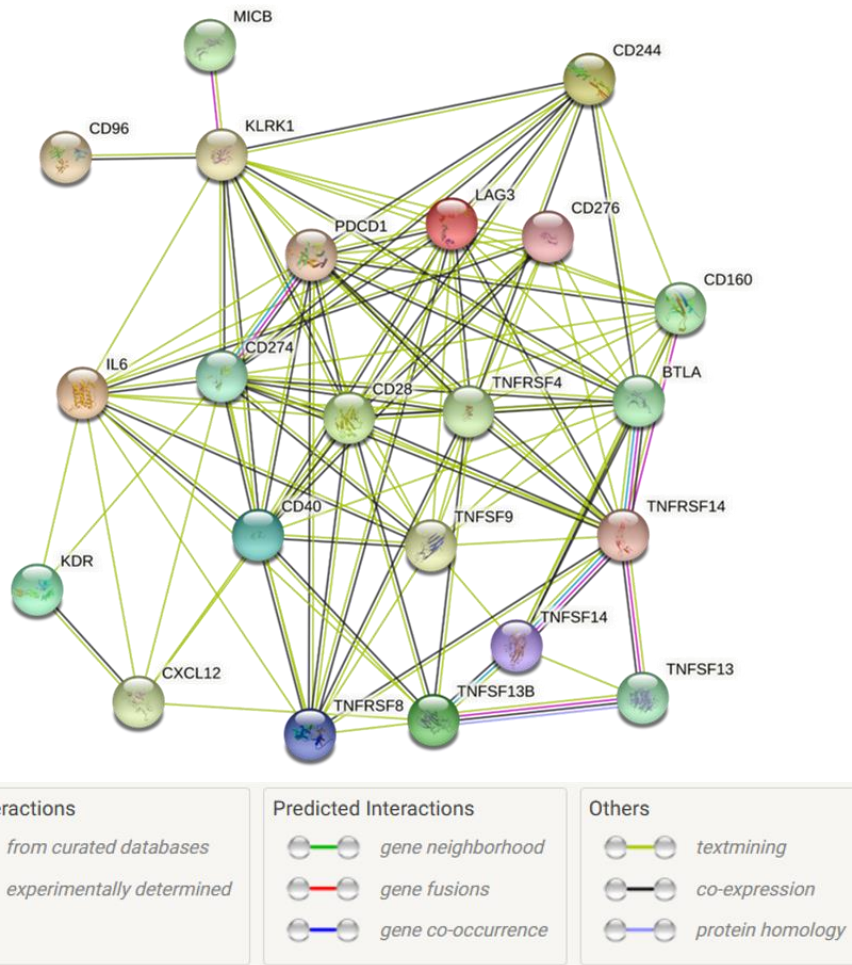 MICB
CD244
CD96
KLRK1
LAG3
CD276
PDCD1
CD160
CD274
IL6
BTLA
CD28
TNFRSF4
CD40
TNFSF9
TNFRSF14
KDR
TNFSF14
CXCL12
TNFSF13
TNFRSF8
TNFSF13B
eractions
Predicted Interactions
Others
from curated databases
gene neighborhood
textmining
experimentally determined
gene fusions
co-expression
gene co-occurrence
protein homology